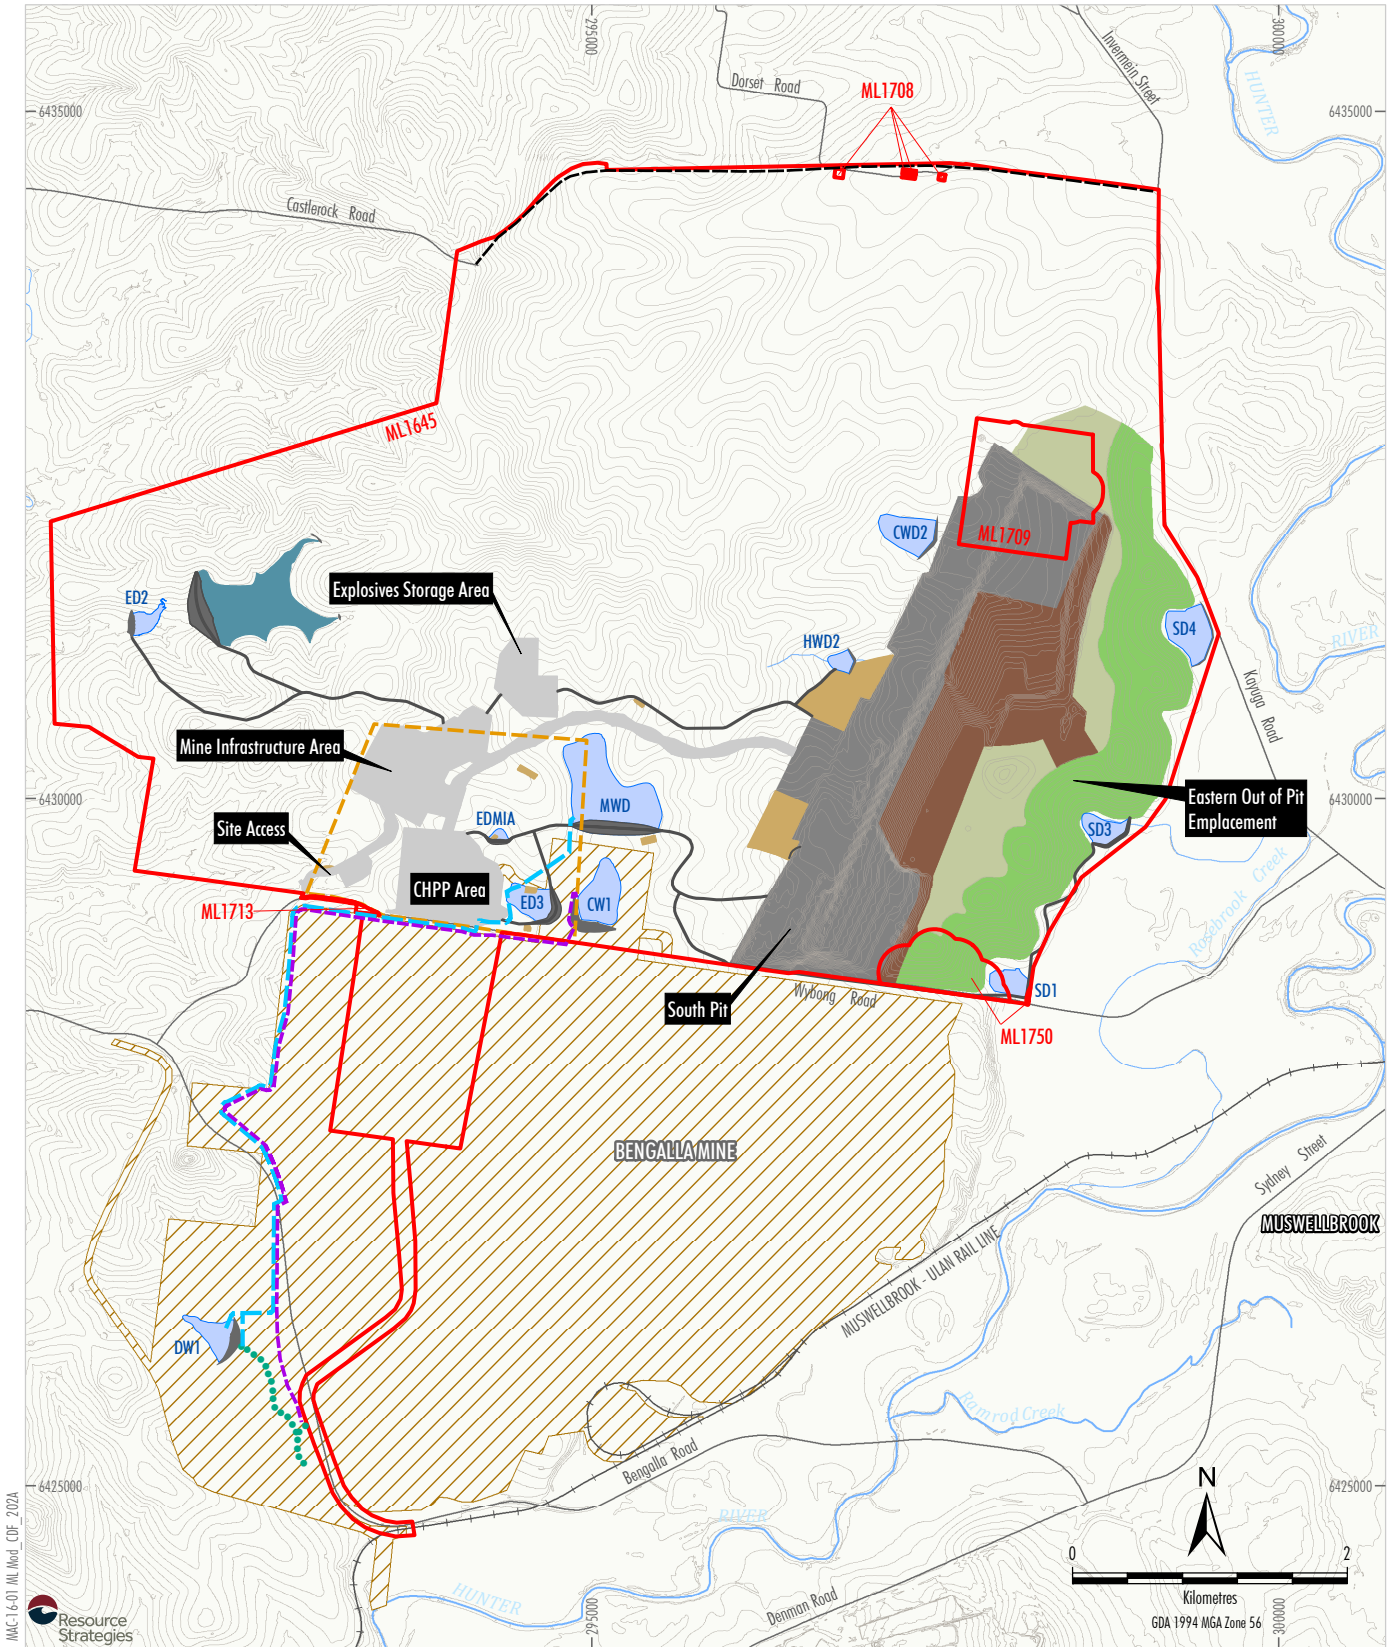 295000
300000
Invermein Street
HUNTER
Dorset Road
ML1708
6435000
6435000
Castlerock Road
ML1645
ML1709
CWD2
Explosives Storage Area
ED2
SD4
RIVER
HWD2
Kayuga Road
Mine Infrastructure Area
6430000
6430000
MWD
EDMIA
Eastern Out of Pit
Emplacement
Site Access
SD3
CHPP Area
ED3
CW1
ML1713
Rosebrook Creek
SD1
Wybong Road
South Pit
ML1750
BENGALLA MINE
Sydney Street
MUSWELLBROOK
MUSWELLBROOK - ULAN RAIL LINE
DW1
Ramrod Creek
Bengalla Road
6425000
6425000
N
RIVER
0
2
Kilometres
GDA 1994 MGA Zone 56
HUNTER
Denman Road
295000
300000
MAC-16-01 ML Mod_CDF_202A
Resource
Strategies